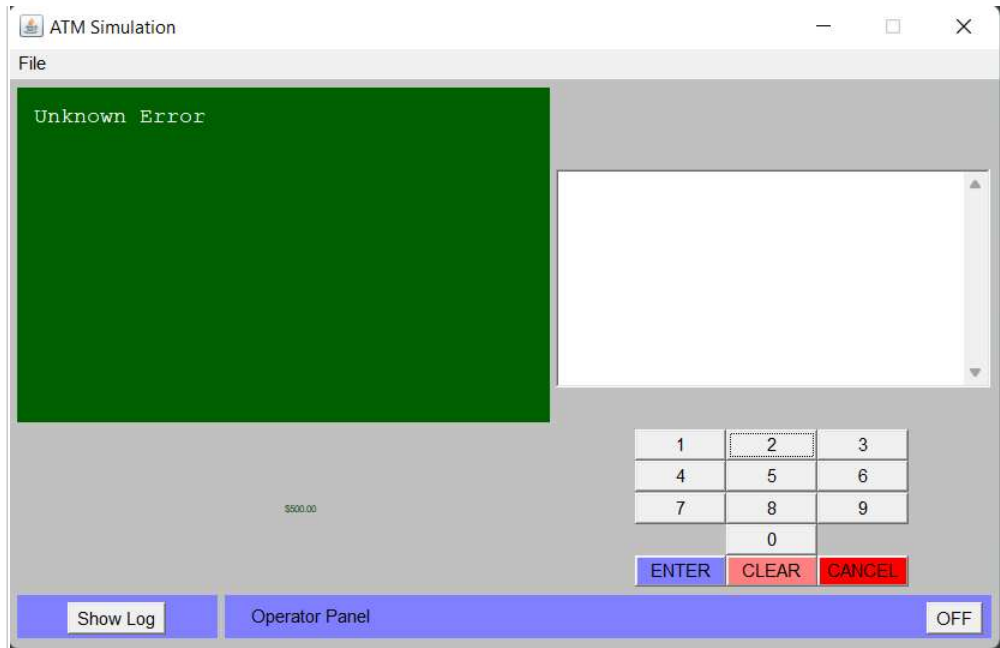 ATM Simulation
File
Unknown Error
$500.00
1 2 3
4 5 6
7 8 9
0
ENTER CLEAR CANCEL
Show Log
Operator Panel
OFF